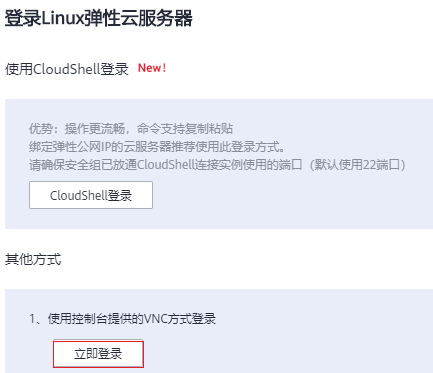 登录Linux弹性云服务器
使用CloudShell登录 New!
优势：操作更流畅，命令支持复制粘贴
绑定弹性公网IP的云服务器推荐使用此登录方式。
请确保安全组已放通CloudShell连接实例使用的端口（默认使用22端口）
CloudShell登录
其他方式
1、使用控制台提供的VNC方式登录
立即登录